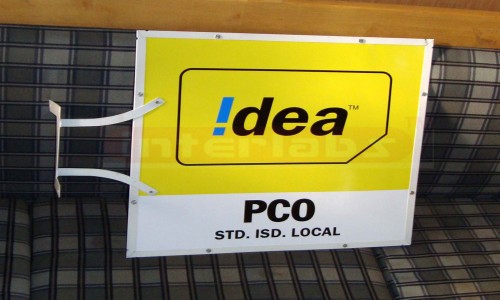 !dea™
interlabs
PCO
STD. ISD. LOCAL